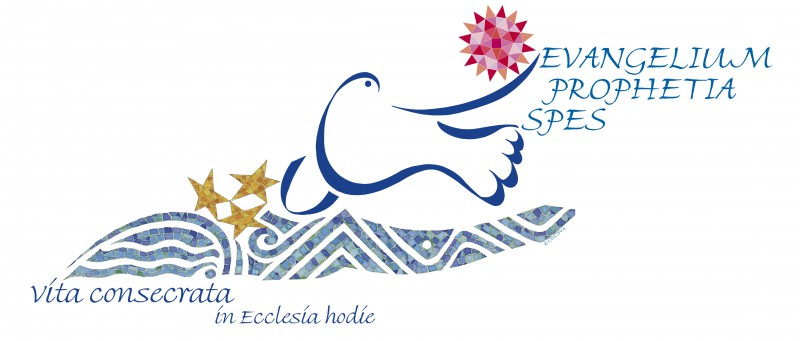 EVANGELIUM
PROPHETIA
SPES
vita consecrata
in Ecclesia hodie